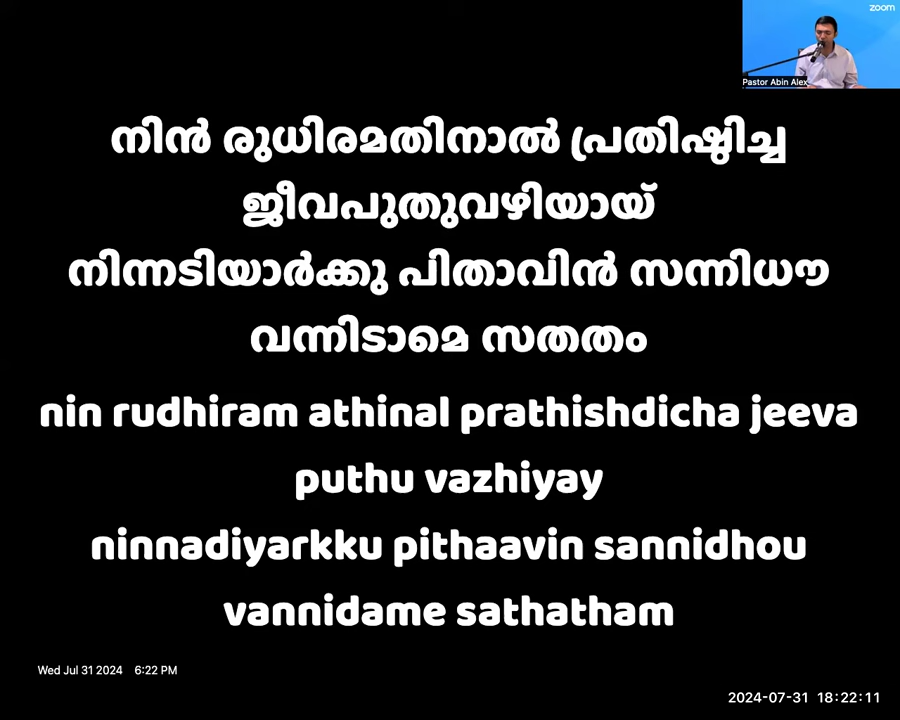 zoom
Pastor Abin Alex
നിൻ രുധിരമതിനാൽ പ്രതിഷ്ഠിച്ച
ജീവപുതുവഴിയായ്
നിന്നടിയാർക്കു പിതാവിൻ സന്നിധൗ
വന്നിടാമെ സതതം
nin rudhiram athinal prathishdicha jeeva
puthu vazhiyay
ninnadiyarkku pithaavin sannidhou
vannidame sathatham
Wed Jul 31 2024 6:22 PM
2024-07-31 18:22:11